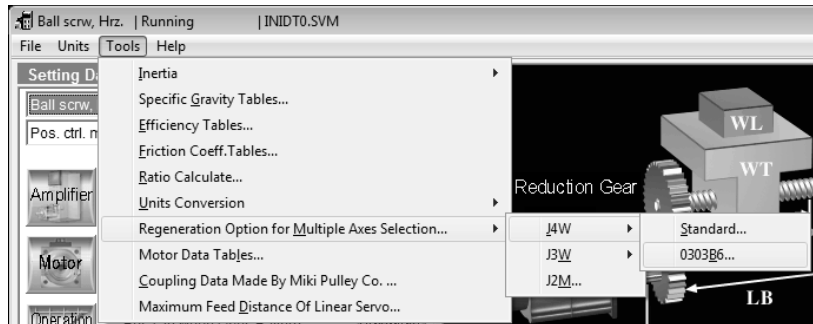 Ball scrw, Hrz. | Running | INIDT0.SVM
File Units Tools Help
Setting D
Ball scrw,
Pos. ctrl. m
Amplifier
Motor
Operation
Inertia
Specific Gravity Tables...
Efficiency Tables...
Friction Coeff.Tables...
Ratio Calculate...
Units Conversion
Regeneration Option for Multiple Axes Selection...
Motor Data Tables...
Coupling Data Made By Miki Pulley Co. ...
Maximum Feed Distance Of Linear Servo...
J4W
J3W
J2M...
Standard...
0303B6...
Reduction Gear
WL
WT
LB